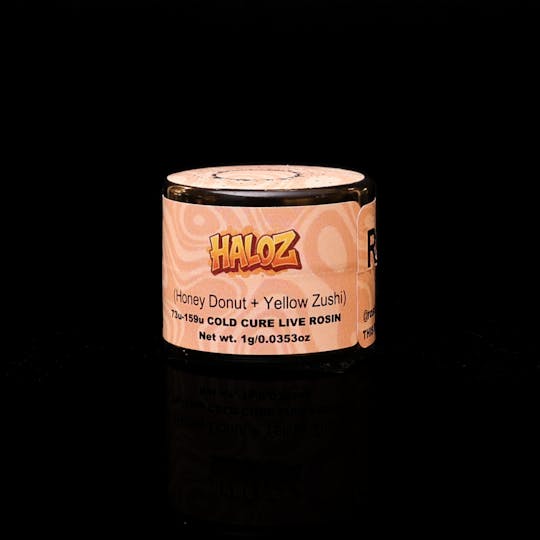 HALOZ
(Honey Donut + Yellow Zushi)
73u-159u COLD CURE LIVE ROSIN
Net wt. 1g/0.0353oz